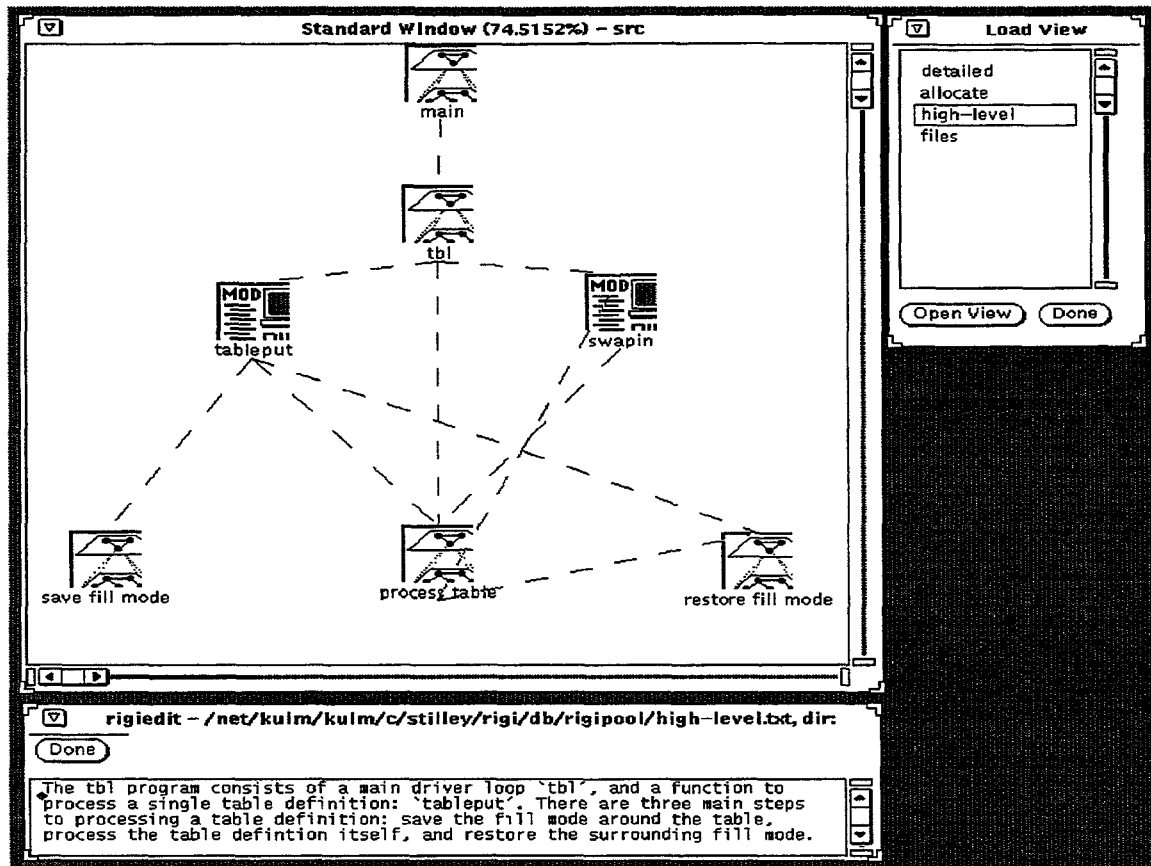 Standard Window (74.5152%) – src
main
tbl
MOD
tableput
MOD
swapin
save fill mode
process table
restore fill mode
Load View
detailed
allocate
high–level
files
Open View
Done
rigiedit – /net/kulm/kulm/c/stilley/rigi/db/rigipool/high–level.txt, dir:
Done
The tbl program consists of a main driver loop `tbl', and a function to
process a single table definition: `tableput'. There are three main steps
to processing a table definition: save the fill mode around the table,
process the table defintion itself, and restore the surrounding fill mode.